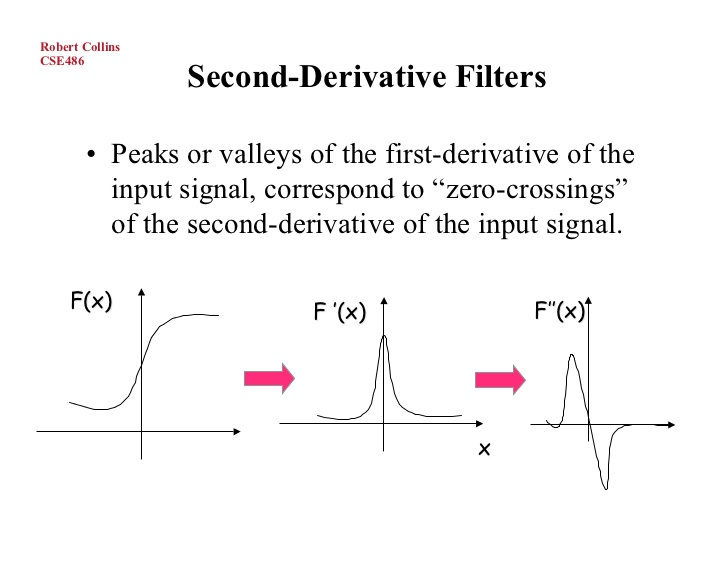 Robert Collins
CSE486
Second-Derivative Filters
• Peaks or valleys of the first-derivative of the
input signal, correspond to “zero-crossings”
of the second-derivative of the input signal.
F(x)
F ’(x)
F”(x)
x